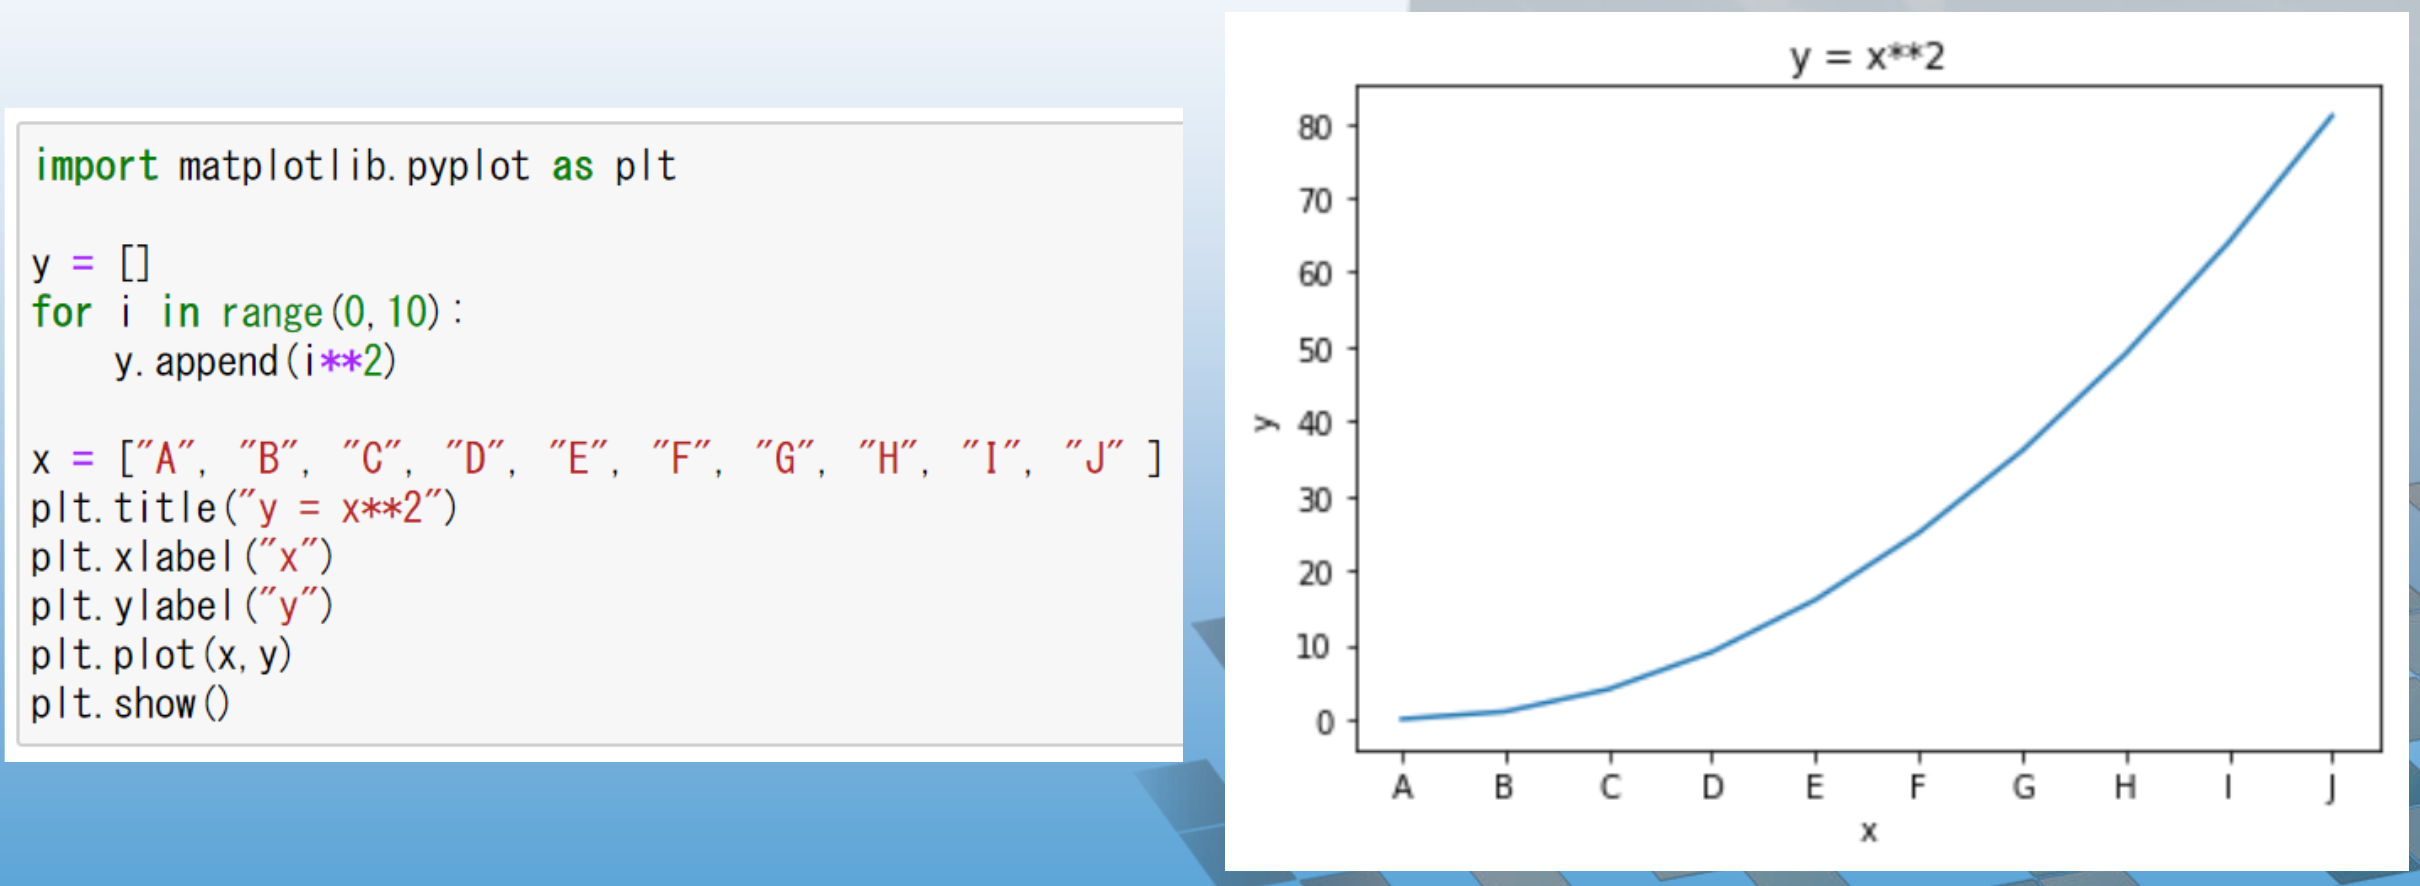 import matplotlib.pyplot as plt
y = []
for i in range(0,10):
    y.append(i**2)
x = ["A", "B", "C", "D", "E", "F", "G", "H", "I", "J" ]
plt.title("y = x**2")
plt.xlabel("x")
plt.ylabel("y")
plt.plot(x,y)
plt.show()
y = x**2
80
70
60
50
40
30
20
10
0
y
A B C D E F G H I J
x